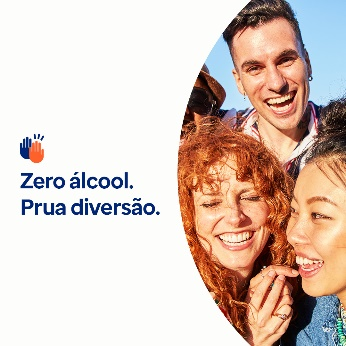 Zero álcool.
Prua diversão.